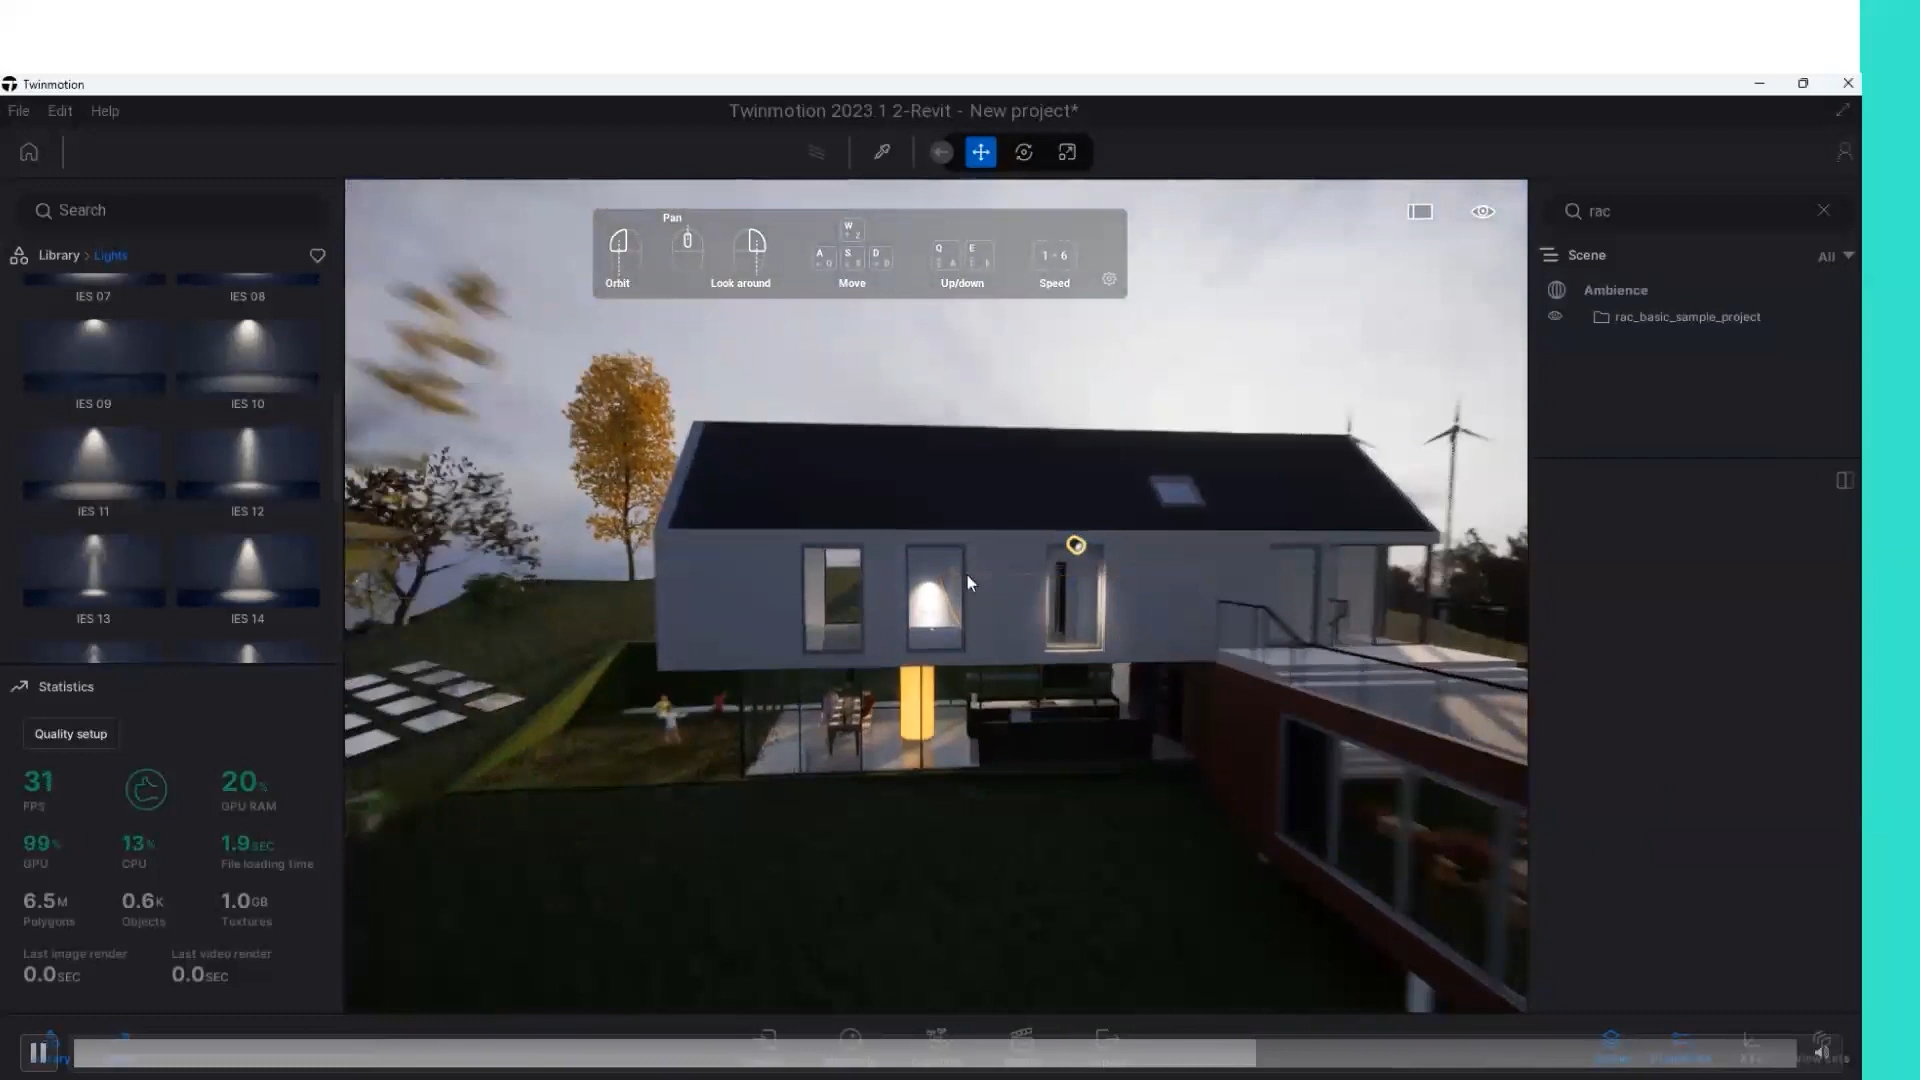 Twinmotion
File Edit Help
Twinmotion 2023.1.2-Revit - New project*
Search
Library > Lights
IES 07
IES 08
IES 09
IES 10
IES 11
IES 12
IES 13
IES 14
Pan
Orbit
Look around
W
Z
A
Q
S
S
D
D
Move
Q
A
E
E
Up/down
1 - 6
Speed
rac
Scene
All
Ambience
rac_basic_sample_project
Statistics
Quality setup
31
FPS
20%
GPU RAM
99%
GPU
13%
CPU
1.9SEC
File loading time
6.5M
Polygons
0.6K
Objects
1.0GB
Textures
Last image render
0.0SEC
Last video render
0.0SEC